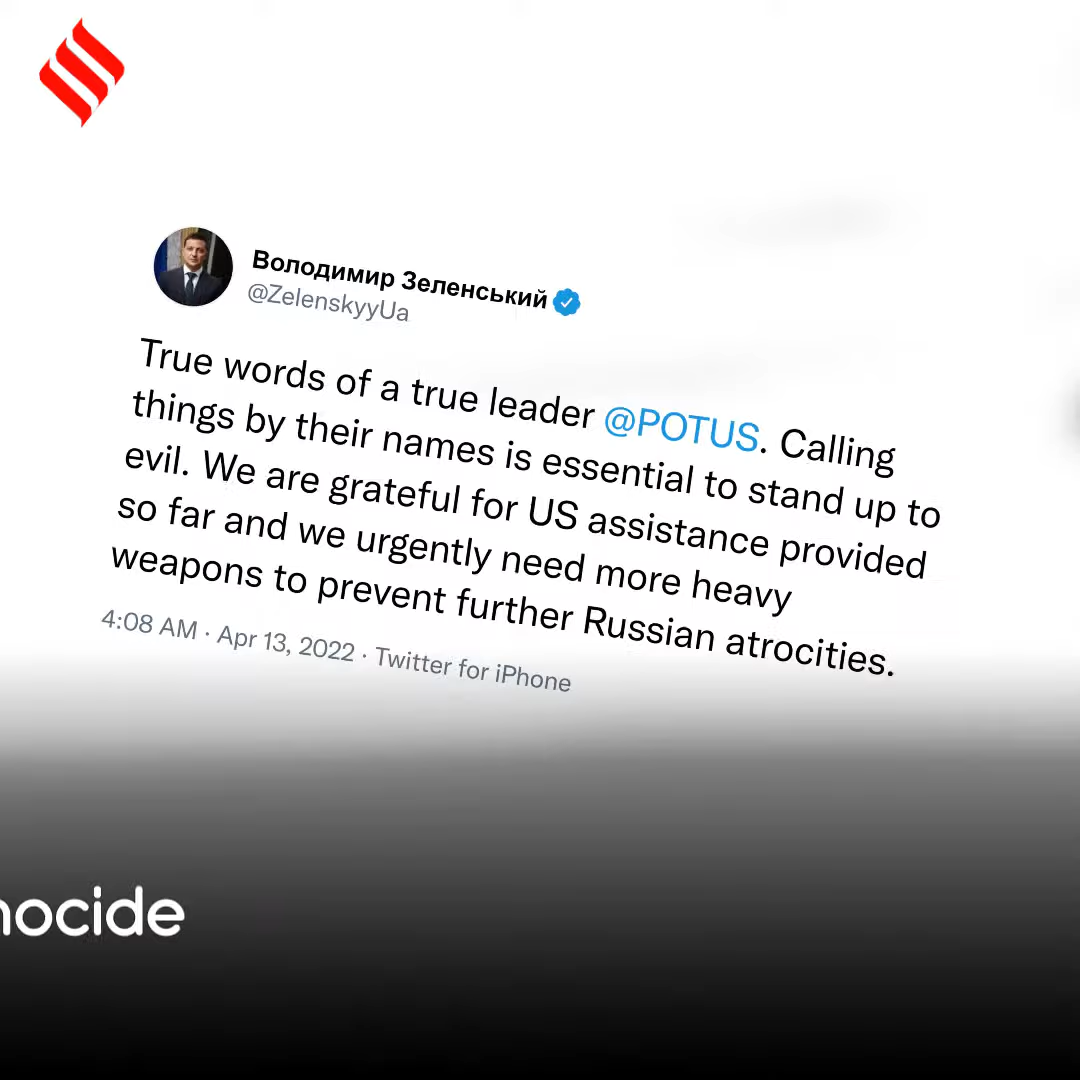 Володимир Зеленський
@ZelenskyyUa
True words of a true leader @POTUS. Calling
things by their names is essential to stand up to
evil. We are grateful for US assistance provided
so far and we urgently need more heavy
weapons to prevent further Russian atrocities.
4:08 AM · Apr 13, 2022 · Twitter for iPhone
nocide